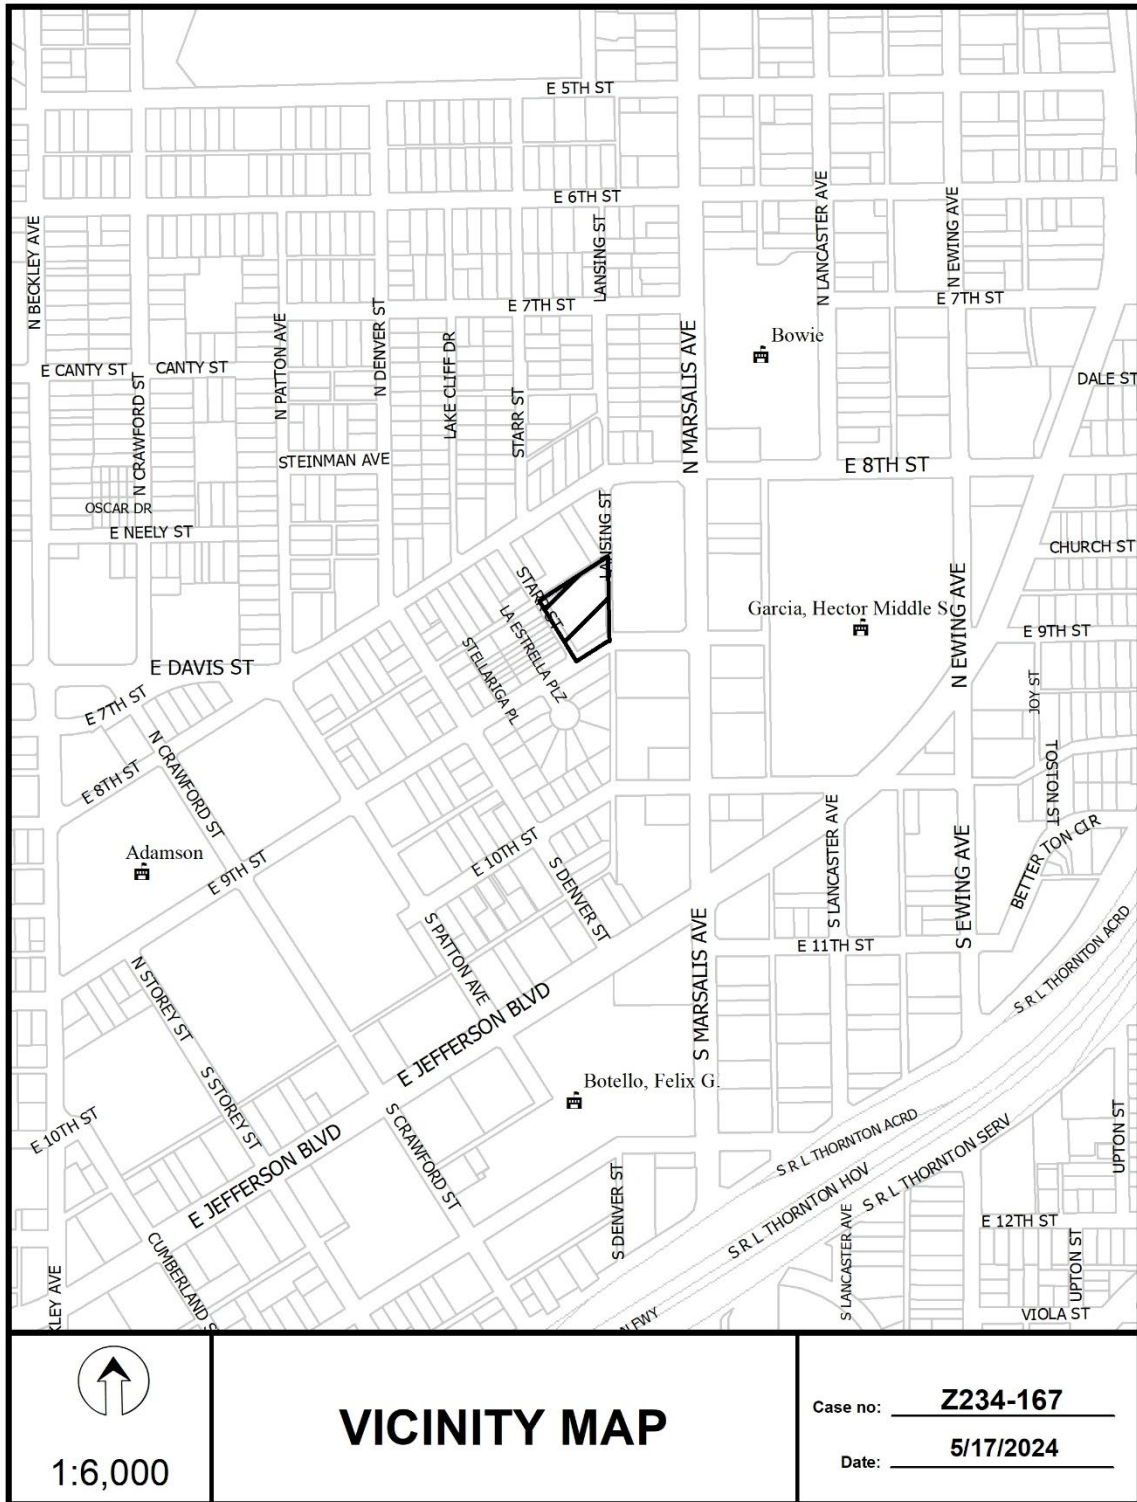 E 5TH ST
E 6TH ST
N BECKLEY AVE
LANSING ST
N LANCASTER AVE
N EWING AVE
E 7TH ST
E 7TH ST
N PATTON AVE
N DENVER ST
N MARSALIS AVE
Bowie
E CANTY ST
CANTY ST
LAKE CLIFF DR
STARR ST
DALE ST
N CRAWFORD ST
STEINMAN AVE
E 8TH ST
OSCAR DR
E NEELY ST
LANSING ST
CHURCH ST
STARR ST
LA ESTRELLA PLZ
STELLARIGA PL
Garcia, Hector Middle S
N EWING AVE
E 9TH ST
E DAVIS ST
JOY ST
E 7TH ST
N CRAWFORD ST
TOSTON ST
E 8TH ST
S LANCASTER AVE
S EWING AVE
BETTER TON CIR
Adamson
E 9TH ST
E 10TH ST
S DENVER ST
S PATTON AVE
S MARSALIS AVE
E 11TH ST
S R L THORNTON ACRD
N STOREY ST
E JEFFERSON BLVD
S STOREY ST
Botello, Felix G.
E 10TH ST
S CRAWFORD ST
E JEFFERSON BLVD
S R L THORNTON ACRD
S R L THORNTON SERV
UPTON ST
S DENVER ST
S R L THORNTON HOV
S LANCASTER AVE
E 12TH ST
UPTON ST
CUMBERLAND S
KLEY AVE
N FWY
VIOLA ST
1:6,000
VICINITY MAP
Case no: Z234-167
Date: 5/17/2024